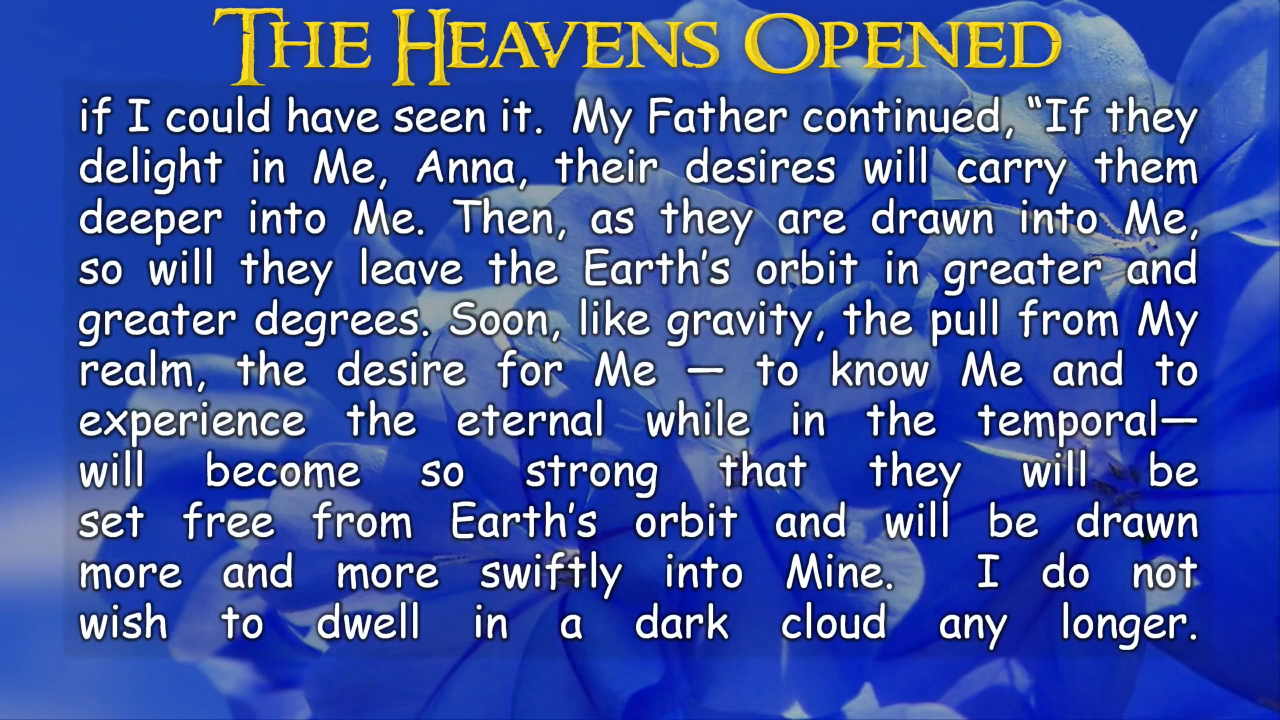 THE HEAVENS OPENED
if I could have seen it.  My Father continued, “If they
delight in Me, Anna, their desires will carry them
deeper into Me. Then, as they are drawn into Me,
so will they leave the Earth’s orbit in greater and
greater degrees. Soon, like gravity, the pull from My
realm, the desire for Me — to know Me and to
experience the eternal while in the temporal—
will become so strong that they will be
set free from Earth’s orbit and will be drawn
more and more swiftly into Mine.  I do not
wish to dwell in a dark cloud any longer.